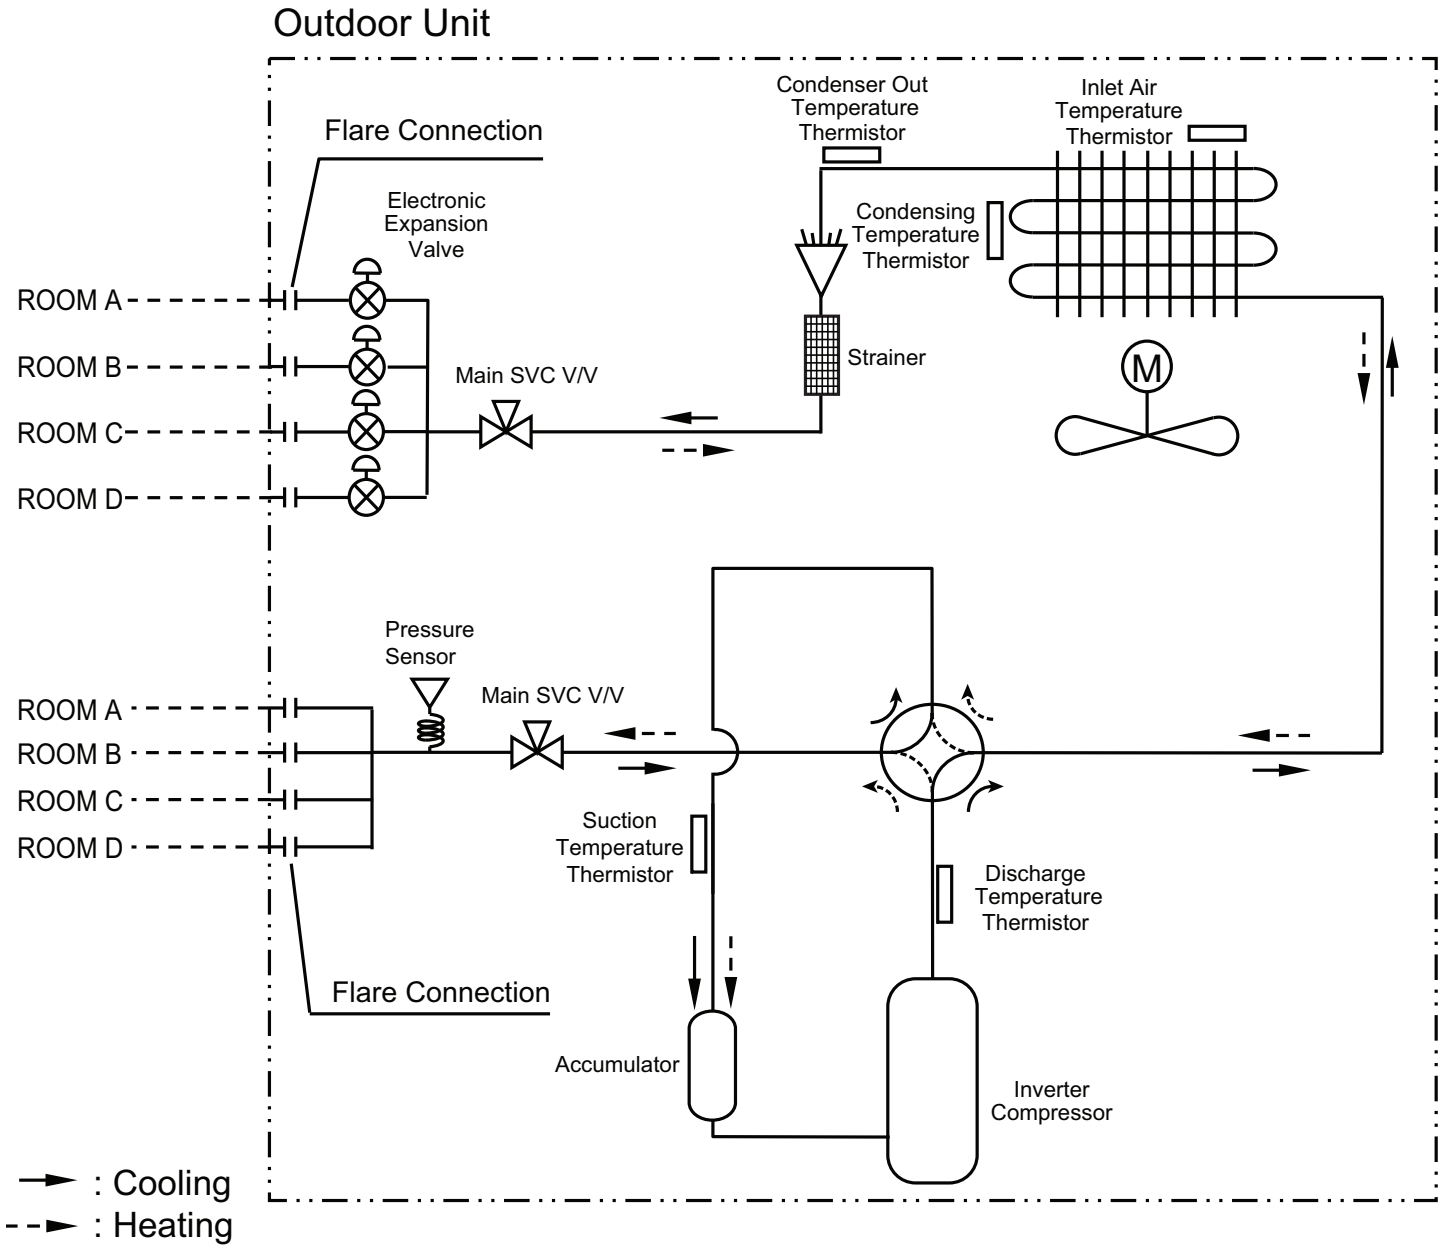 Outdoor Unit
Flare Connection
Electronic
Expansion
Valve
Condenser Out
Temperature
Thermistor
Inlet Air
Temperature
Thermistor
Condensing
Temperature
Thermistor
ROOM A
ROOM B
ROOM C
ROOM D
Main SVC V/V
Strainer
M
Pressure
Sensor
Main SVC V/V
ROOM A
ROOM B
ROOM C
ROOM D
Suction
Temperature
Thermistor
Discharge
Temperature
Thermistor
Flare Connection
Accumulator
Inverter
Compressor
: Cooling
: Heating